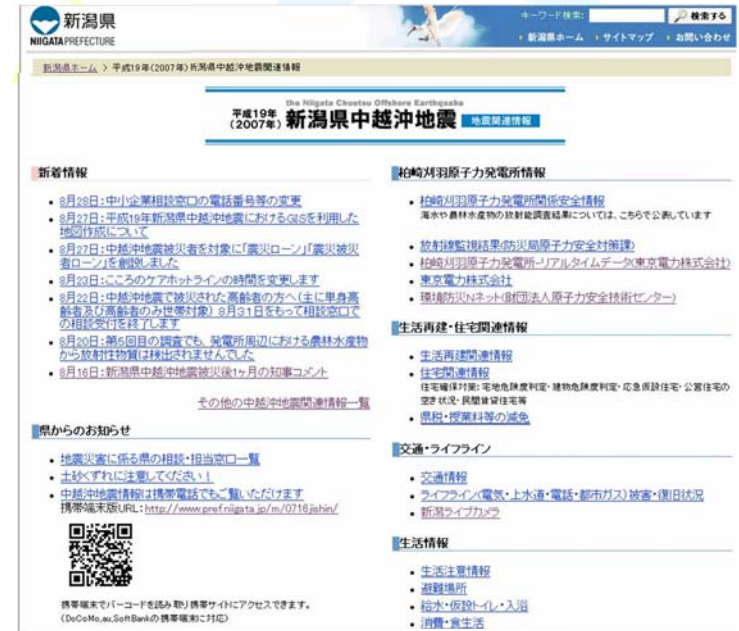 新潟県
NIIGATA PREFECTURE
キーワード検索:
検索する
新潟県ホーム
サイトマップ
お問い合わせ
新潟県ホーム > 平成19年(2007年)新潟県中越沖地震関連情報
the Niigata Chuetsu Offshore Earthquake
平成19年
(2007年)
新潟県中越沖地震
地震関連情報
新着情報
8月28日:中小企業相談窓口の電話番号等の変更
8月27日:平成19年新潟県中越沖地震におけるGISを利用した
地図作成について
8月27日:中越沖地震被災者を対象に「震災ローン」「震災被災
者ローン」を創設しました
8月23日:こころのケアホットラインの時間を変更します
8月22日:中越沖地震で被災された高齢者の方へ(主に単身高
齢者及び高齢者のみ世帯対象) 8月31日をもって相談窓口で
の相談受付を終了します
8月20日:第5回目の調査でも、発電所周辺における農林水産物
から放射性物質は検出されませんでした
8月16日:新潟県中越沖地震被災後1ヶ月の知事コメント
その他の中越沖地震関連情報一覧
県からのお知らせ
地震災害に係る県の相談・担当窓口一覧
土砂くずれに注意してください!
中越沖地震情報は携帯電話でもご覧いただけます
携帯端末版URL:http://www.pref.niigata.jp/m/0716jishin/
携帯端末でバーコードを読み取り携帯サイトにアクセスできます。
(DoCoMo,au,SoftBankの携帯端末に対応)
柏崎刈羽原子力発電所情報
柏崎刈羽原子力発電所関係安全情報
海水や農林水産物の放射能調査結果については、こちらで公表しています
放射線監視結果(防災局原子力安全対策課)
柏崎刈羽原子力発電所-リアルタイムデータ(東京電力株式会社)
東京電力株式会社
環境防災Nネット(財団法人原子力安全技術センター)
生活再建・住宅関連情報
生活再建関連情報
住宅関連情報
住宅確保対策:宅地危険度判定・建物危険度判定・応急仮設住宅・公営住宅の
空き状況・民間賃貸住宅等
県税・授業料等の減免
交通・ライフライン
交通情報
ライフライン(電気・上水道・電話・都市ガス)被害・復旧状況
新潟ライブカメラ
生活情報
生活注意情報
避難場所
給水・仮設トイレ・入浴
消費・食生活